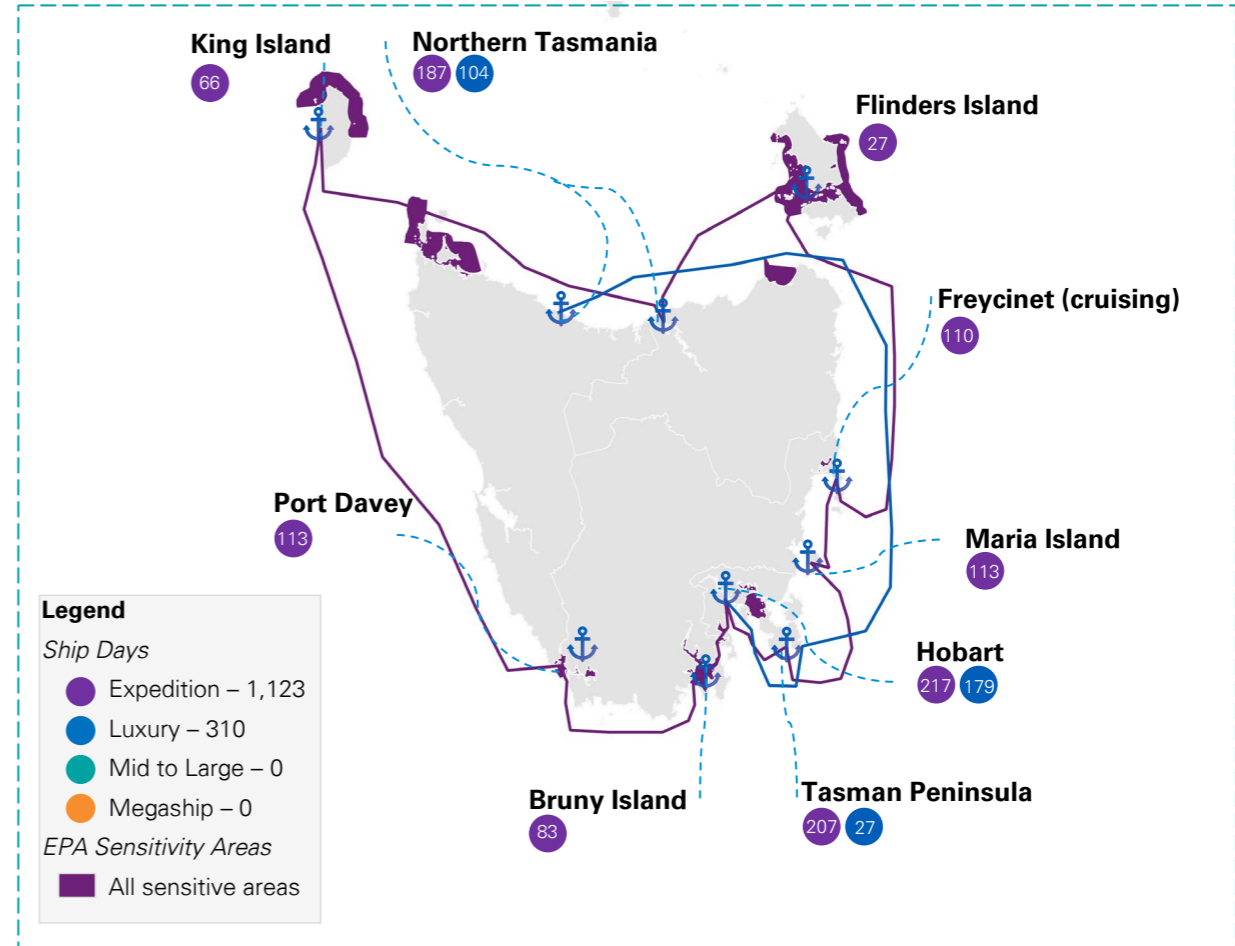 King Island
66
Northern Tasmania
187 104
Flinders Island
27
Freycinet (cruising)
110
Port Davey
113
Maria Island
113
Hobart
217 179
Bruny Island
83
Tasman Peninsula
207 27
Legend
Ship Days
Expedition – 1,123
Luxury – 310
Mid to Large – 0
Megaship – 0
EPA Sensitivity Areas
All sensitive areas